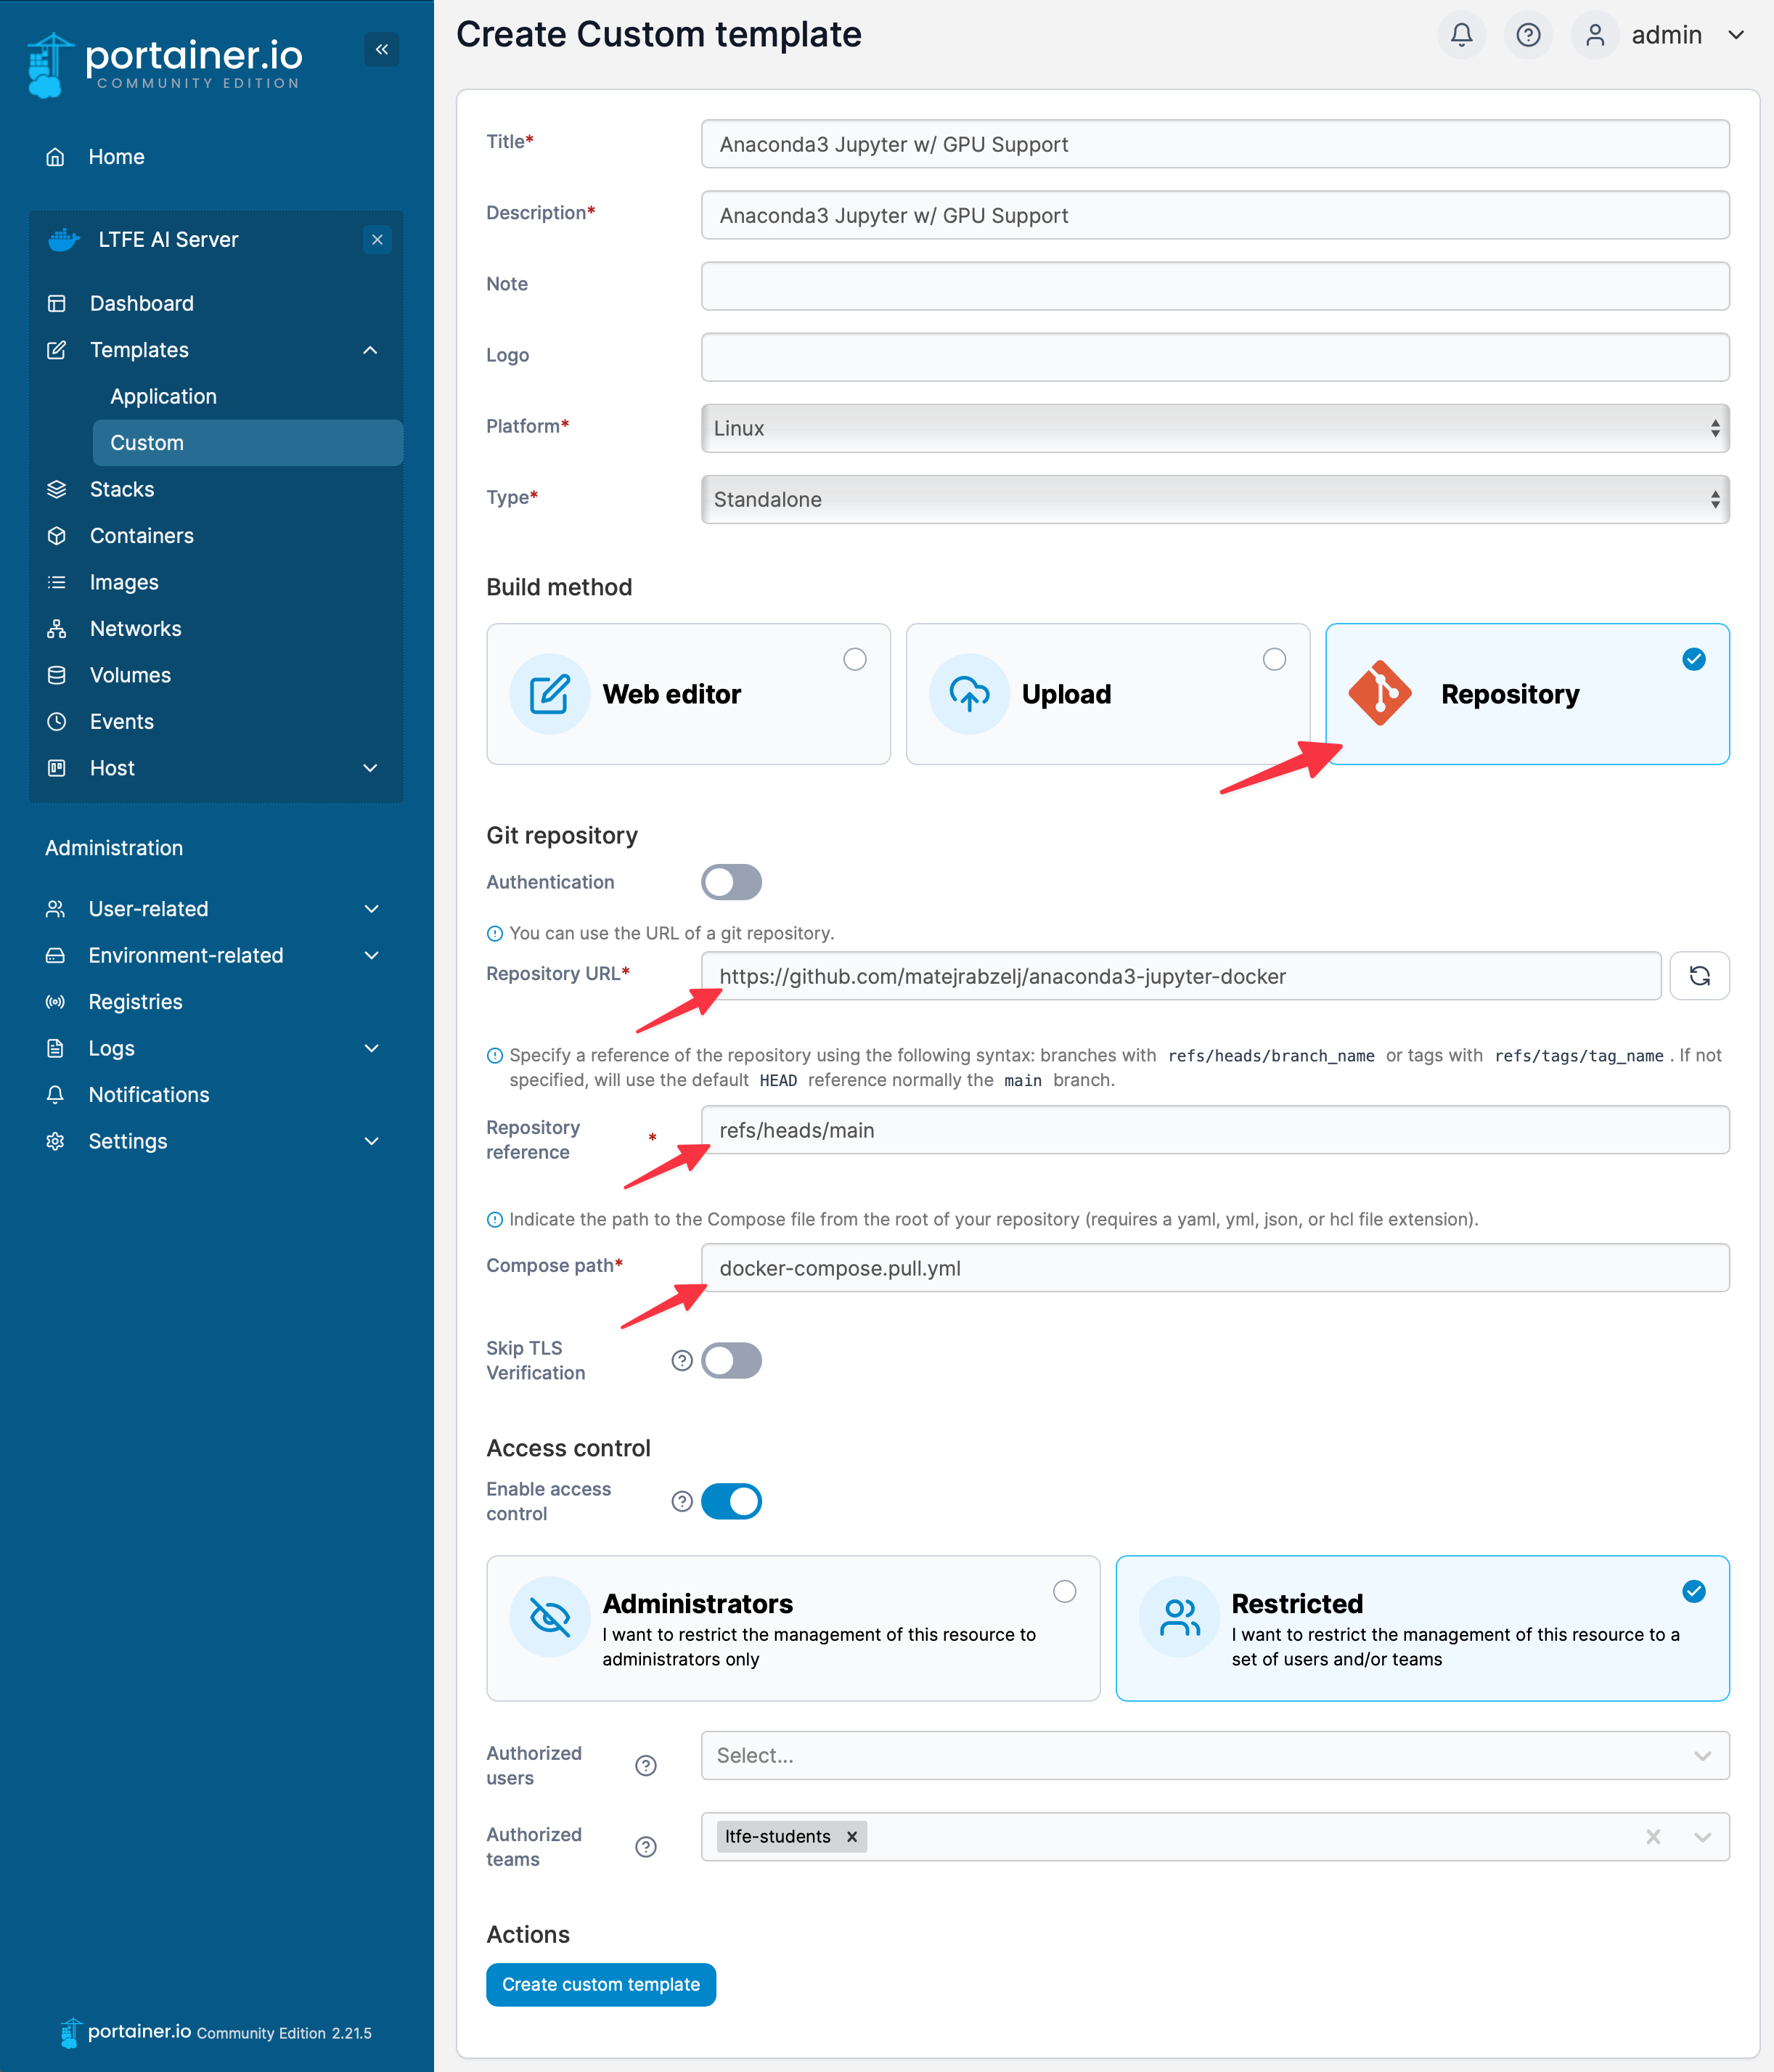 portainer.io
COMMUNITY EDITION
Home
LTFE AI Server
Dashboard
Templates
Application
Custom
Stacks
Containers
Images
Networks
Volumes
Events
Host
Administration
User-related
Environment-related
Registries
Logs
Notifications
Settings
portainer.io Community Edition 2.21.5
Create Custom template
admin
Title*
Anaconda3 Jupyter w/ GPU Support
Description*
Anaconda3 Jupyter w/ GPU Support
Note
Logo
Platform*
Linux
Type*
Standalone
Build method
Web editor
Upload
Repository
Git repository
Authentication
You can use the URL of a git repository.
Repository URL*
https://github.com/matejrabzelj/anaconda3-jupyter-docker
Specify a reference of the repository using the following syntax: branches with refs/heads/branch_name or tags with refs/tags/tag_name . If not
specified, will use the default HEAD reference normally the main branch.
Repository
reference
*
refs/heads/main
Indicate the path to the Compose file from the root of your repository (requires a yaml, yml, json, or hcl file extension).
Compose path*
docker-compose.pull.yml
Skip TLS
Verification
Access control
Enable access
control
Administrators
I want to restrict the management of this resource to
administrators only
Restricted
I want to restrict the management of this resource to a
set of users and/or teams
Authorized
users
Select...
Authorized
teams
ltfe-students
Actions
Create custom template